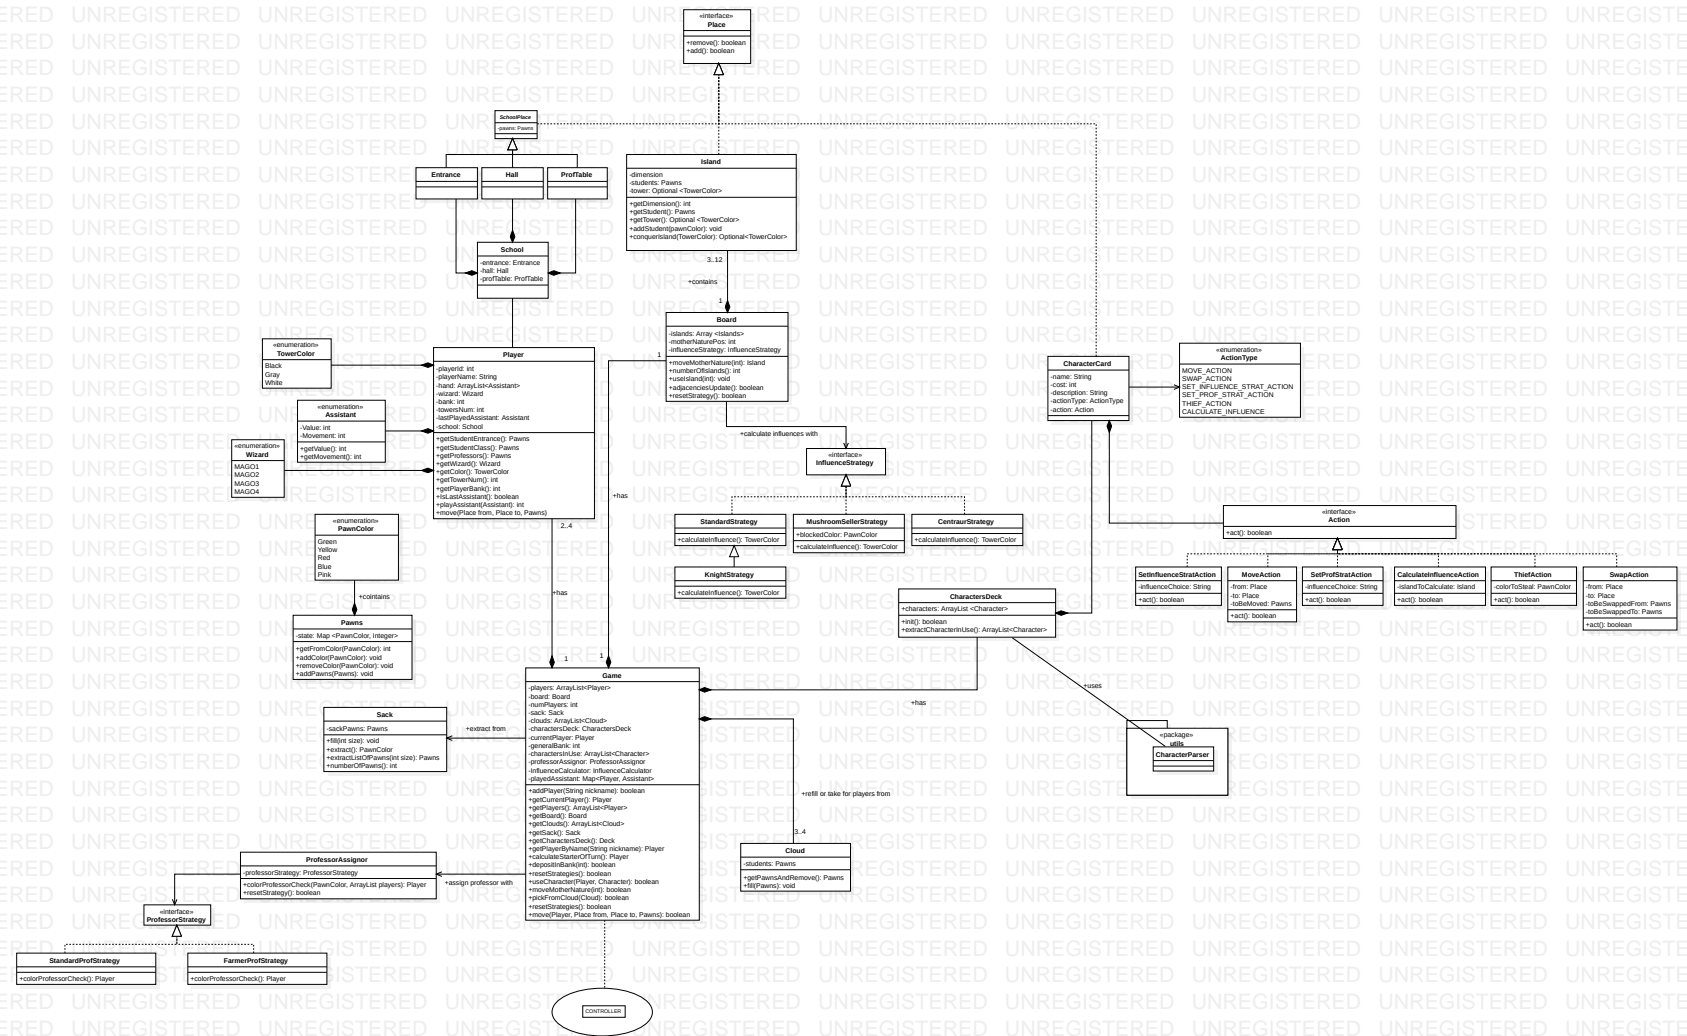 «interface»
Place
+remove(): boolean
+add(): boolean
SchoolPlace
-pawns: Pawns
Entrance
Hall
ProfTable
Island
-dimension
-students: Pawns
-tower: Optional <TowerColor>
+getDimension(): int
+getStudent(): Pawns
+getTower(): Optional <TowerColor>
+addStudent(pawnColor): void
+conquerIsland(TowerColor): Optional<TowerColor>
School
-entrance: Entrance
-hall: Hall
-profTable: ProfTable
3..12
+contains
1
Board
-islands: Array <Islands>
-motherNaturePos: int
-influenceStrategy: InfluenceStrategy
+moveMotherNature(int): Island
+numberOfIslands(): int
+useIsland(int): void
+adjacenciesUpdate(): boolean
+resetStrategy(): boolean
1
«enumeration»
TowerColor
Black
Gray
White
Player
-playerId: int
-playerName: String
-hand: ArrayList<Assistant>
-wizard: Wizard
-bank: int
-towersNum: int
-lastPlayedAssistant: Assistant
-school: School
+getStudentEntrance(): Pawns
+getStudentClass(): Pawns
+getProfessors(): Pawns
+getWizard(): Wizard
+getColor(): TowerColor
+getTowerNum(): int
+getPlayerBank(): int
+IsLastAssistant(): boolean
+playAssistant(Assistant): int
+move(Place from, Place to, Pawns)
CharacterCard
-name: String
-cost: int
-description: String
-actionType: ActionType
-action: Action
«enumeration»
ActionType
MOVE_ACTION
SWAP_ACTION
SET_INFLUENCE_STRAT_ACTION
SET_PROF_STRAT_ACTION
THIEF_ACTION
CALCULATE_INFLUENCE
«enumeration»
Assistant
-Value: int
-Movement: int
+getValue(): int
+getMovement(): int
«enumeration»
Wizard
MAGO1
MAGO2
MAGO3
MAGO4
+calculate influences with
«interface»
InfluenceStrategy
+has
2..4
StandardStrategy
+calculateInfluence(): TowerColor
MushroomSellerStrategy
+blockedColor: PawnColor
+calculateInfluence(): TowerColor
CentraurStrategy
+calculateInfluence(): TowerColor
KnightStrategy
+calculateInfluence(): TowerColor
«interface»
Action
+act(): boolean
SetInfluenceStratAction
-influenceChoice: String
+act(): boolean
MoveAction
-from: Place
-to: Place
-toBeMoved: Pawns
+act(): boolean
SetProfStratAction
-influenceChoice: String
+act(): boolean
CalculateInfluenceAction
-islandToCalculate: Island
+act(): boolean
ThiefAction
-colorToSteal: PawnColor
+act(): boolean
SwapAction
-from: Place
-to: Place
-toBeSwappedFrom: Pawns
-toBeSwappedTo: Pawns
+act(): boolean
«enumeration»
PawnColor
Green
Yellow
Red
Blue
Pink
+cointains
Pawns
-state: Map <PawnColor, Integer>
+getFromColor(PawnColor): int
+addColor(PawnColor): void
+removeColor(PawnColor): void
+addPawns(Pawns): void
+has
1
1
CharactersDeck
+characters: ArrayList <Character>
+init(): boolean
+extractCharacterInUse(): ArrayList<Character>
+uses
+has
«package»
utils
CharacterParser
Game
-players: ArrayList<Player>
-board: Board
-numPlayers: int
-sack: Sack
-clouds: ArrayList<Cloud>
-charactersDeck: CharactersDeck
-currentPlayer: Player
-generalBank: int
-charactersInUse: ArrayList<Character>
-professorAssignor: ProfessorAssignor
-influenceCalculator: InfluenceCalculator
-playedAssistant: Map<Player, Assistant>
+addPlayer(String nickname): boolean
+getCurrentPlayer(): Player
+getPlayers(): ArrayList<Player>
+getBoard(): Board
+getClouds(): ArrayList<Cloud>
+getSack(): Sack
+getCharactersDeck(): Deck
+getPlayerByName(String nickname): Player
+calculateStarterOfTurn(): Player
+depositInBank(int): boolean
+resetStrategies(): boolean
+useCharacter(Player, Character): boolean
+moveMotherNature(int): boolean
+pickFromCloud(Cloud): boolean
+resetStrategies(): boolean
+move(Player, Place from, Place to, Pawns): boolean
Sack
-sackPawns: Pawns
+fill(int size): void
+extract(): PawnColor
+extractListOfPawns(int size): Pawns
+numberOfPawns(): int
+extract from
+refill or take for players from
3..4
Cloud
-students: Pawns
+getPawnsAndRemove(): Pawns
+fill(Pawns): void
ProfessorAssignor
-professorStrategy: ProfessorStrategy
+colorProfessorCheck(PawnColor, ArrayList players): Player
+resetStrategy(): boolean
+assign professor with
«interface»
ProfessorStrategy
StandardProfStrategy
+colorProfessorCheck(): Player
FarmerProfStrategy
+colorProfessorCheck(): Player
CONTROLLER